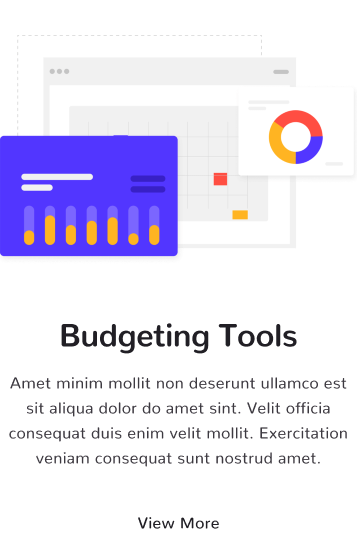 Budgeting Tools
Amet minim mollit non deserunt ullamco est
sit aliqua dolor do amet sint. Velit officia
consequat duis enim velit mollit. Exercitation
veniam consequat sunt nostrud amet.
View More